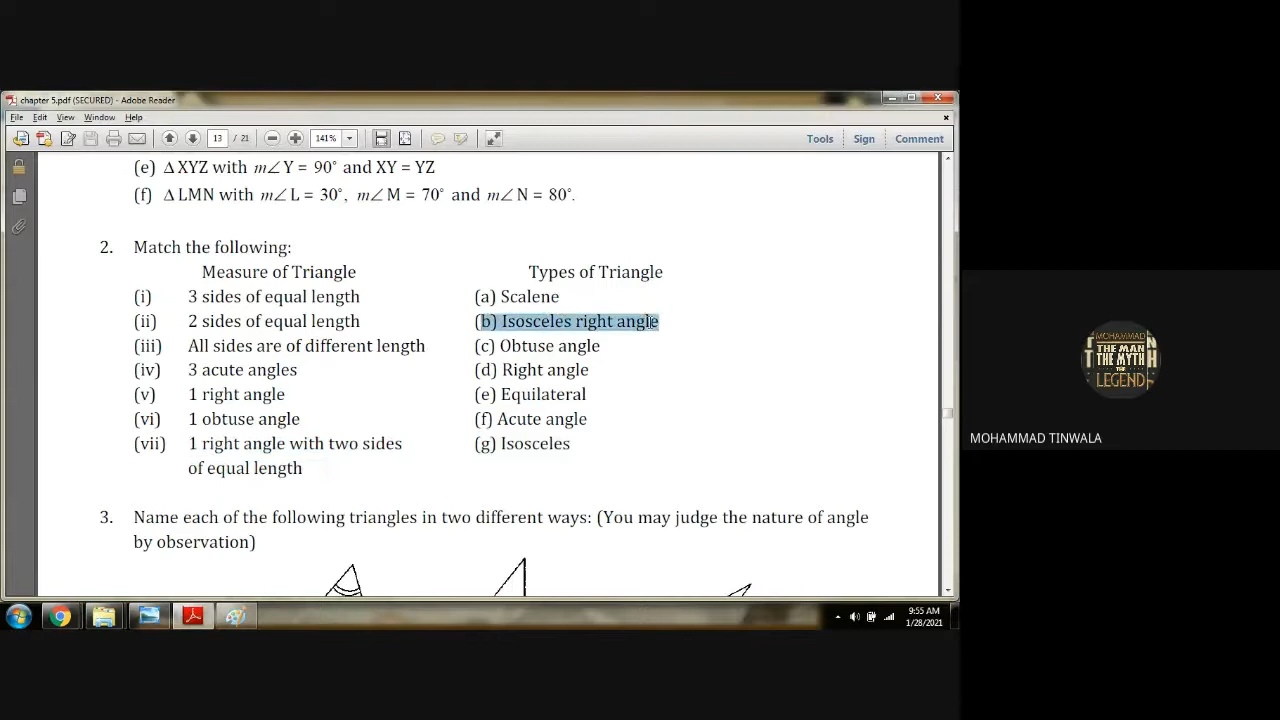 chapter 5.pdf (SECURED) - Adobe Reader
File Edit View Window Help
13 / 21 141% Tools Sign Comment
(e) Δ XYZ with m∠Y = 90° and XY = YZ
(f) Δ LMN with m∠L = 30°, m∠M = 70° and m∠N = 80°.
2. Match the following:
Measure of Triangle Types of Triangle
(i) 3 sides of equal length (a) Scalene
(ii) 2 sides of equal length (b) Isosceles right angle
(iii) All sides are of different length (c) Obtuse angle
(iv) 3 acute angles (d) Right angle
(v) 1 right angle (e) Equilateral
(vi) 1 obtuse angle (f) Acute angle
(vii) 1 right angle with two sides (g) Isosceles
of equal length
3. Name each of the following triangles in two different ways: (You may judge the nature of angle
by observation)
MOHAMMAD
THE MAN
THE MYTH
THE
LEGEND
MOHAMMAD TINWALA
9:55 AM
1/28/2021